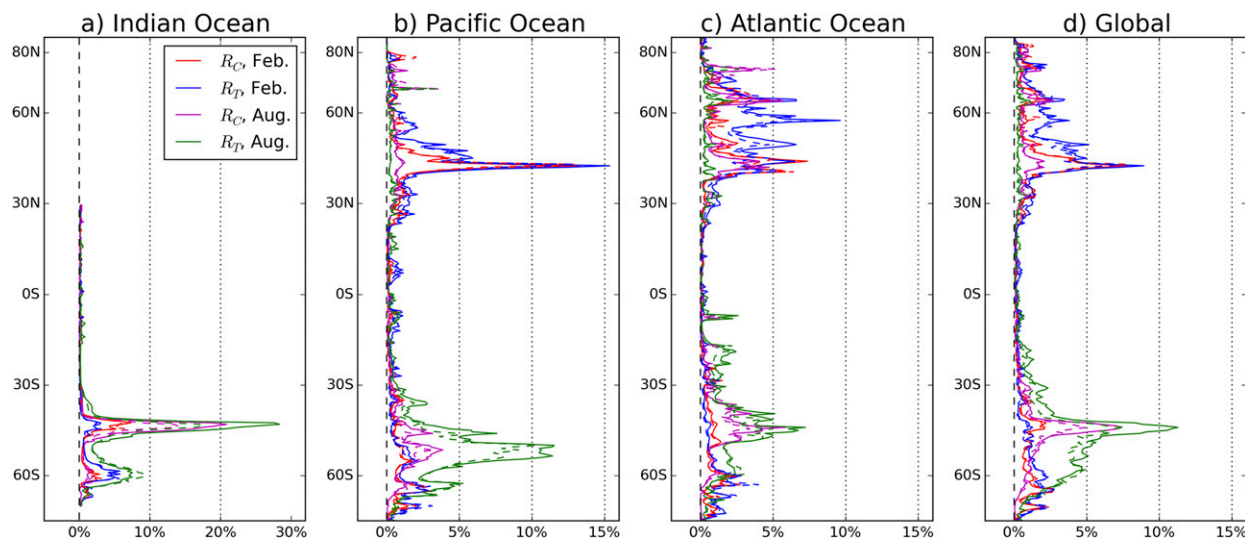 a) Indian Ocean
b) Pacific Ocean
c) Atlantic Ocean
d) Global
80N
60N
30N
0S
30S
60S
R_C, Feb.
R_T, Feb.
R_C, Aug.
R_T, Aug.
0% 10% 20% 30%
80N
60N
30N
0S
30S
60S
0% 5% 10% 15%
80N
60N
30N
0S
30S
60S
0% 5% 10% 15%
80N
60N
30N
0S
30S
60S
0% 5% 10% 15%